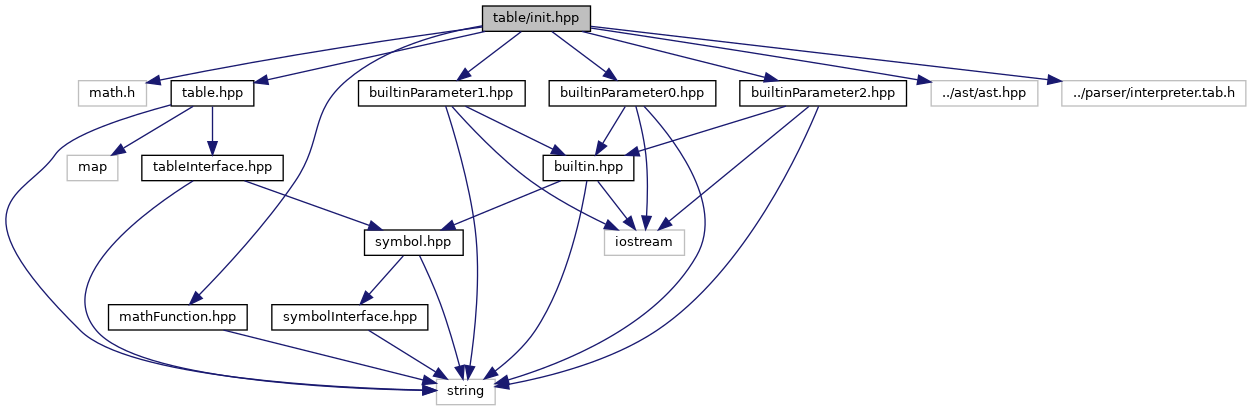 table/init.hpp
math.h
table.hpp
builtinParameter1.hpp
builtinParameter0.hpp
builtinParameter2.hpp
../ast/ast.hpp
../parser/interpreter.tab.h
map
tableInterface.hpp
builtin.hpp
symbol.hpp
iostream
mathFunction.hpp
symbolInterface.hpp
string